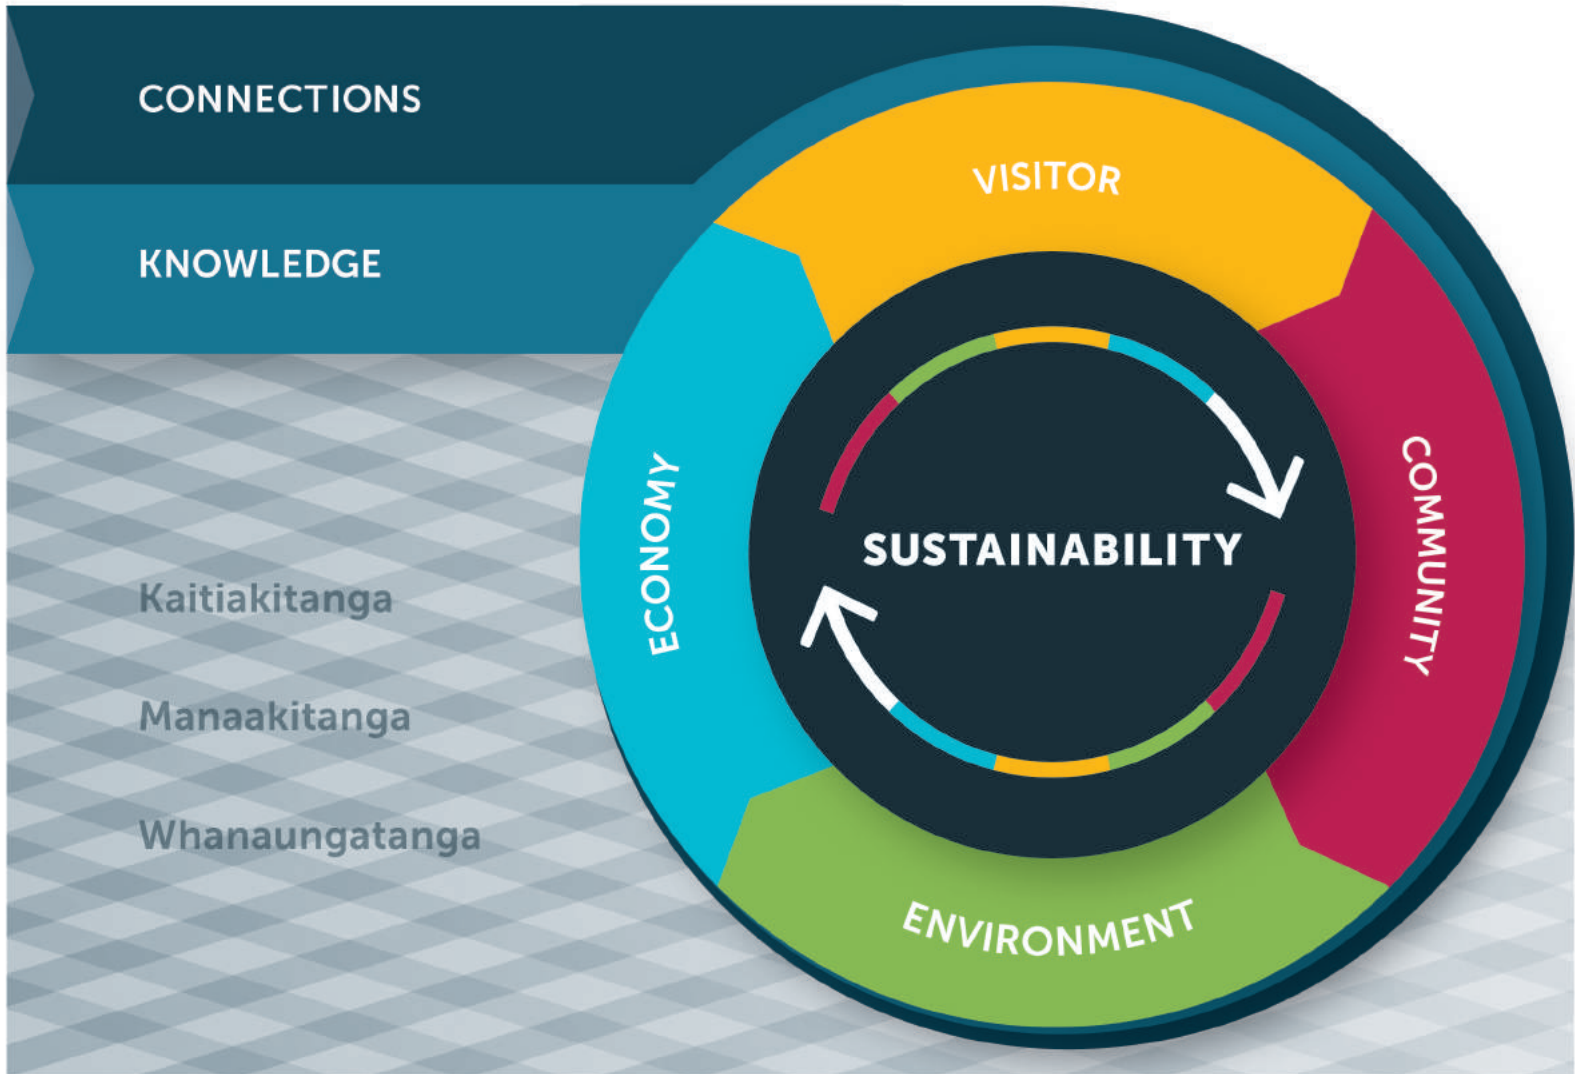 CONNECTIONS
KNOWLEDGE
Kaitiakitanga
Manaakitanga
Whanaungatanga
VISITOR
COMMUNITY
ENVIRONMENT
ECONOMY
SUSTAINABILITY